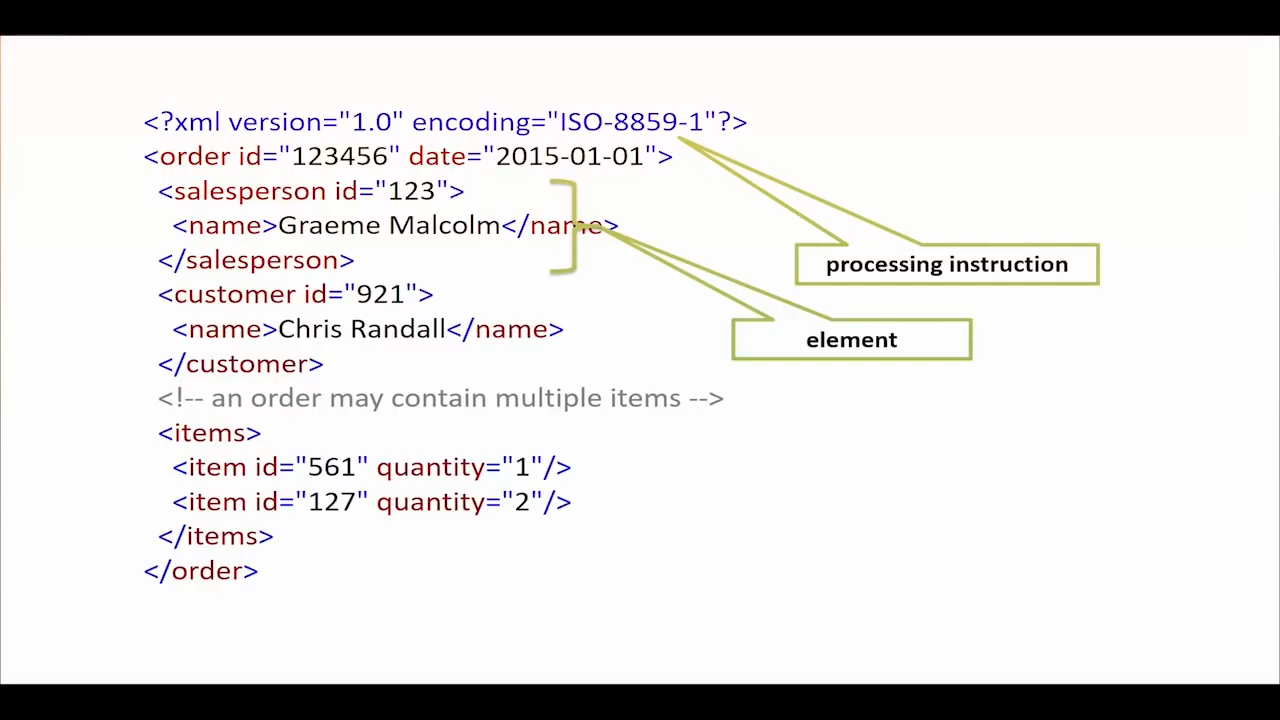 <?xml version="1.0" encoding="ISO-8859-1"?>
<order id="123456" date="2015-01-01">
<salesperson id="123">
<name>Graeme Malcolm</name>
</salesperson>
<customer id="921">
<name>Chris Randall</name>
</customer>
<!-- an order may contain multiple items -->
<items>
<item id="561" quantity="1"/>
<item id="127" quantity="2"/>
</items>
</order>
processing instruction
element